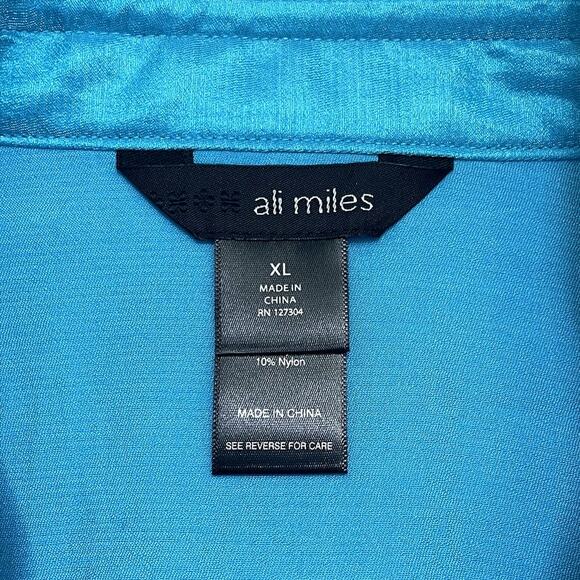 ali miles
XL
MADE IN
CHINA
RN 127304
10% Nylon
MADE IN CHINA
SEE REVERSE FOR CARE